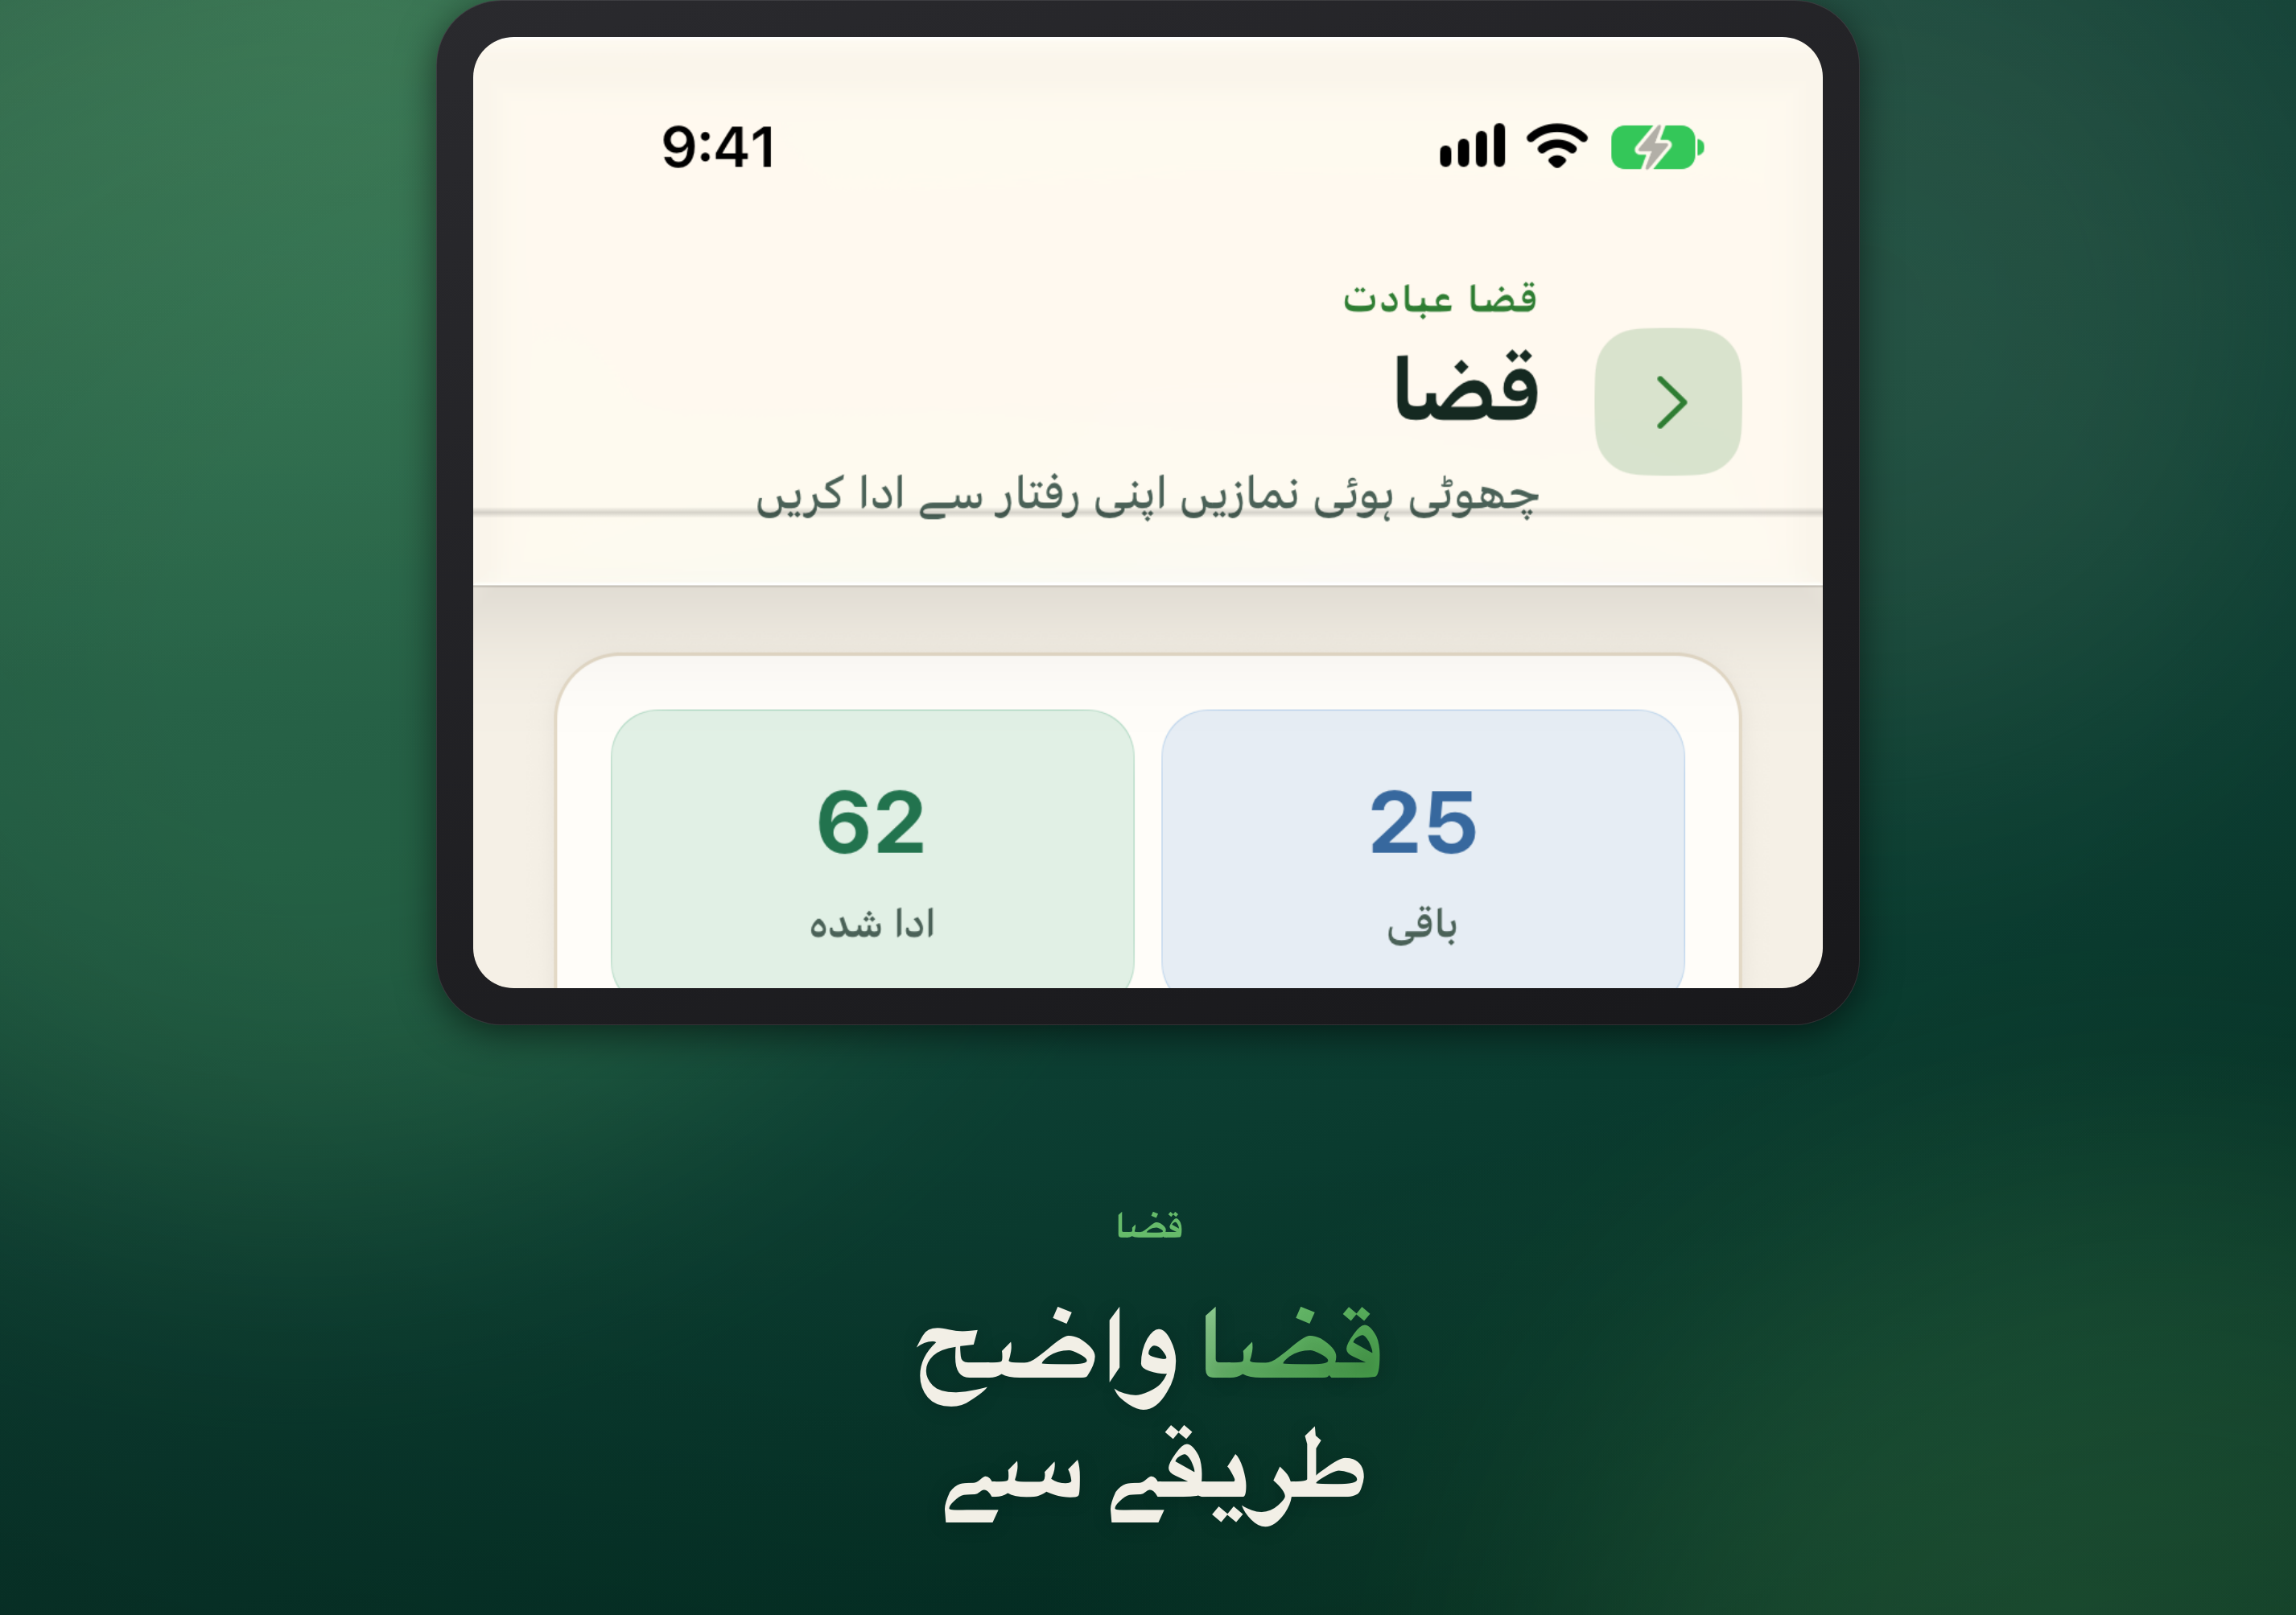 9:41
قضا عبادت
قضا
چھوٹی ہوئی نمازیں اپنی رفتار سے ادا کریں
25
باقی
62
ادا شدہ
قضا
قضا واضح
طریقے سے